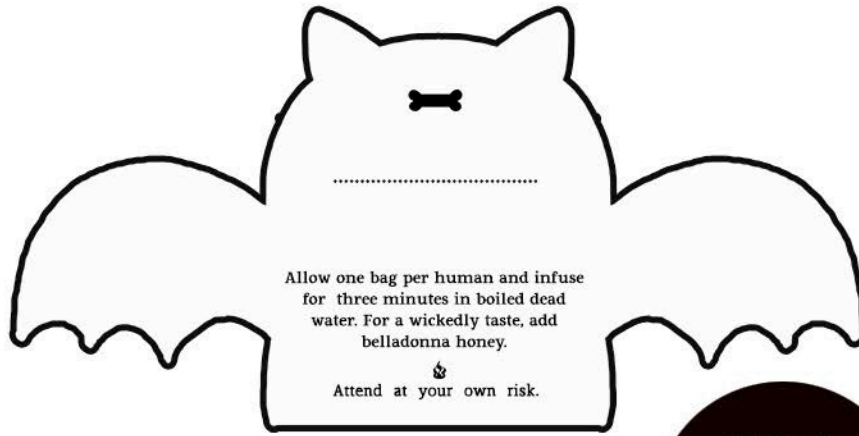 Allow one bag per human and infuse
for three minutes in boiled dead
water. For a wickedly taste, add
belladonna honey.
Attend at your own risk.